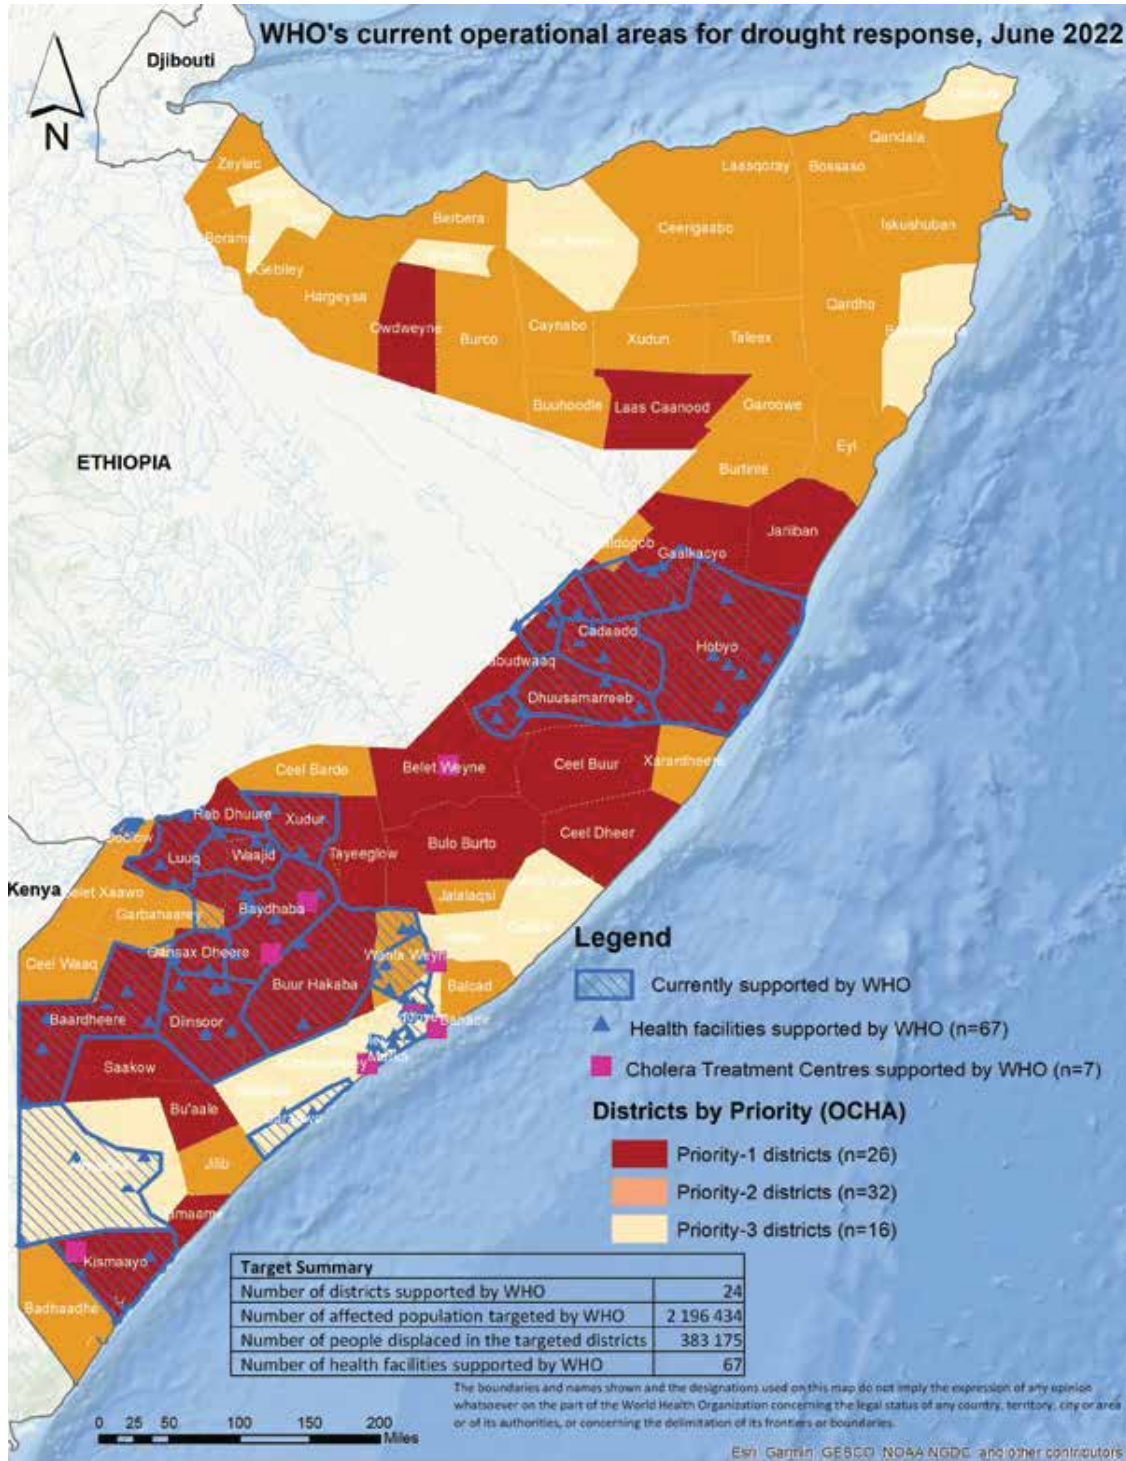 WHO's current operational areas for drought response, June 2022
Djibouti
N
Qandala
Laasqoray
Bossaso
Zeylac
Berbera
Ceerigaabo
Iskushuban
Gebiley
Hargeysa
Qardho
Owdweyne
Burco
Caynabo
Xudun
Taleex
Buuhoodle
Laas Caanood
Garoowe
ETHIOPIA
Eyl
Burtinle
Jariiban
Gaalkacyo
Cadaado
Hobyo
Dhuusamarreeb
Ceel Barde
Belet Weyne
Ceel Buur
Xarardheere
Rab Dhuure
Xudur
Ceel Dheer
Luuq
Waajid
Tayeeglow
Bulo Burto
Kenya
Jalalaqsi
Garbahaarey
Baydhaba
Qansax Dheere
Ceel Waaq
Buur Hakaba
Balcad
Baardheere
Diinsoor
Saakow
Bu'aale
Jilib
Kismaayo
Badhaadhe
Legend
Currently supported by WHO
Health facilities supported by WHO (n=67)
Cholera Treatment Centres supported by WHO (n=7)
Districts by Priority (OCHA)
Priority-1 districts (n=26)
Priority-2 districts (n=32)
Priority-3 districts (n=16)
Target Summary
Number of districts supported by WHO 24
Number of affected population targeted by WHO 2 196 434
Number of people displaced in the targeted districts 383 175
Number of health facilities supported by WHO 67
The boundaries and names shown and the designations used on this map do not imply the expression of any opinion
whatsoever on the part of the World Health Organization concerning the legal status of any country, territory, city or area
or of its authorities, or concerning the delimitation of its frontiers or boundaries.
0 25 50 100 150 200
Miles
Esri, Garmin, GEBCO, NOAA NGDC, and other contributors